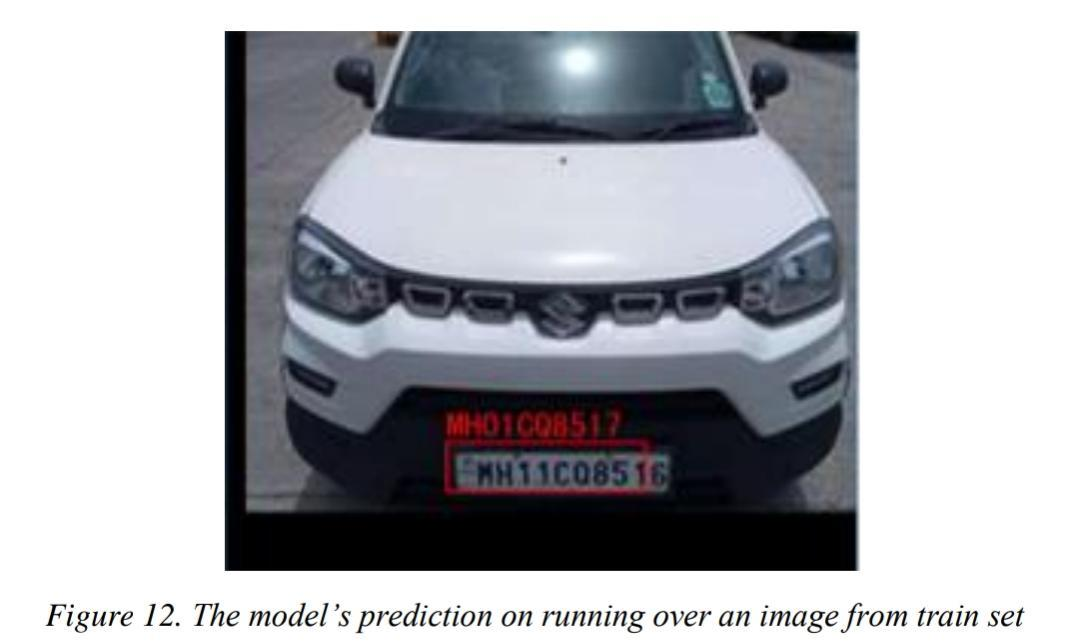 MH01CQ8517
MH11CQ8516
Figure 12. The model's prediction on running over an image from train set